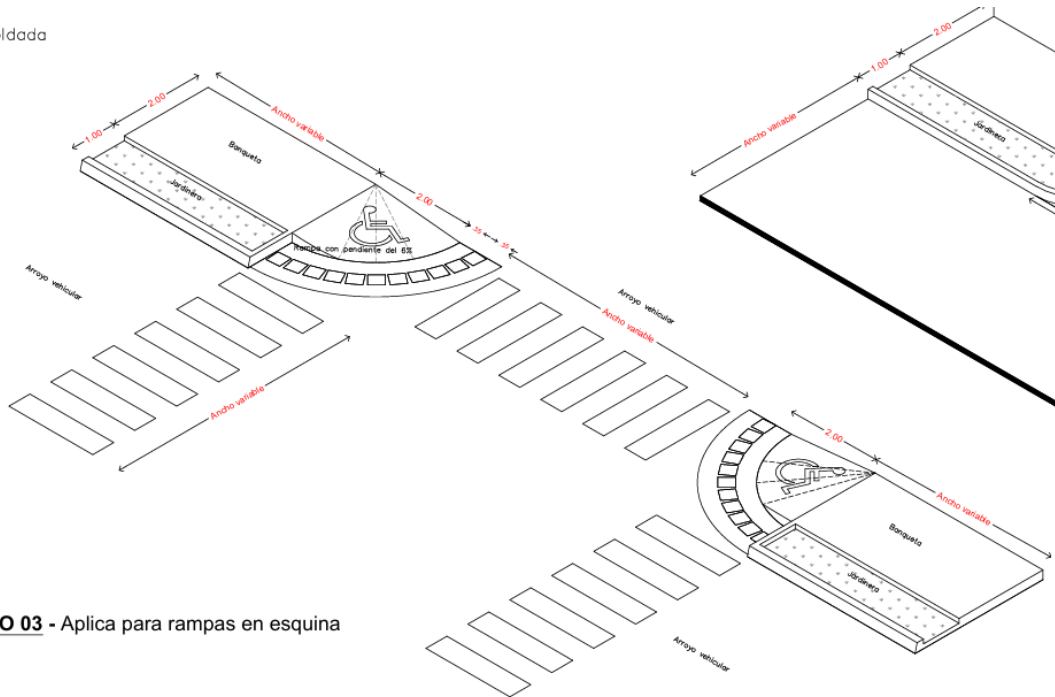 oldada
2.00
1.00
Ancho variable
Banqueta
Jardinera
2.00
35
35
Rampa con pendiente del 6%
Arroyo vehicular
Ancho variable
Arroyo vehicular
Ancho variable
2.00
1.00
Ancho variable
Jardinera
2.00
Ancho variable
Banqueta
Jardinera
Arroyo vehicular
O 03 - Aplica para rampas en esquina